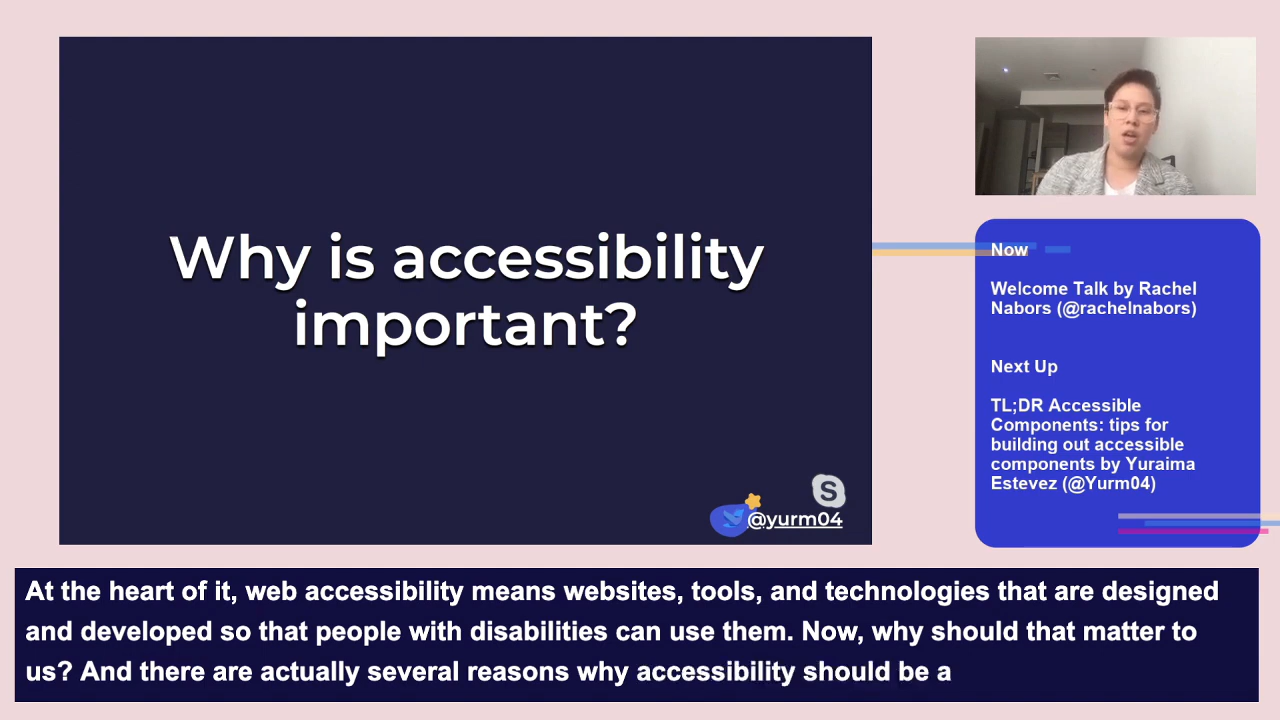 Why is accessibility
important?
S
@yurm04
Now
Welcome Talk by Rachel
Nabors (@rachelnabors)
Next Up
TL;DR Accessible
Components: tips for
building out accessible
components by Yuraima
Estevez (@Yurm04)
At the heart of it, web accessibility means websites, tools, and technologies that are designed
and developed so that people with disabilities can use them. Now, why should that matter to
us? And there are actually several reasons why accessibility should be a